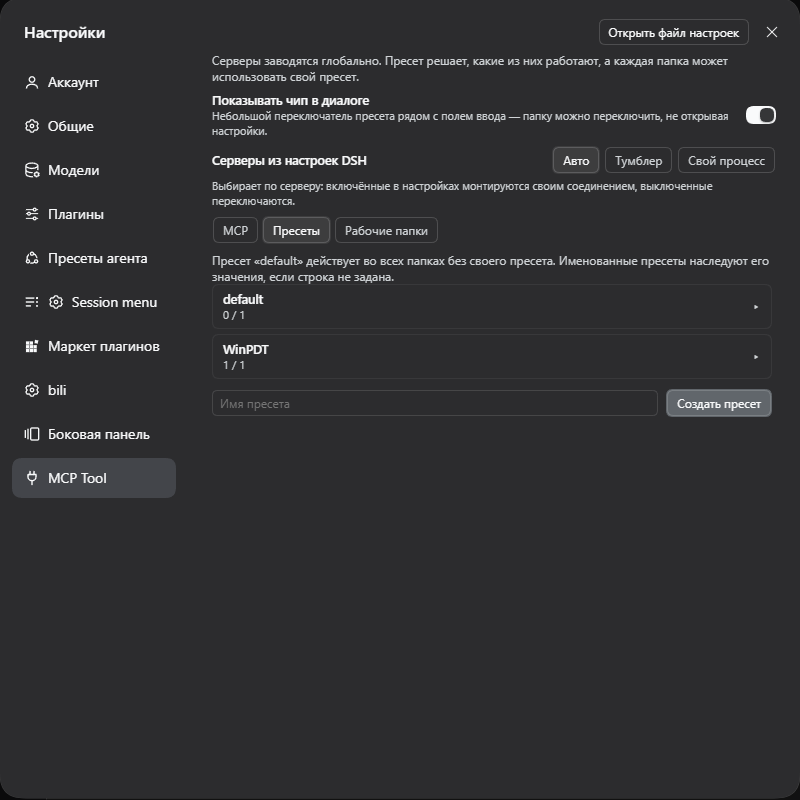 Настройки
Открыть файл настроек
Аккаунт
Общие
Модели
Плагины
Пресеты агента
Session menu
Маркет плагинов
bili
Боковая панель
MCP Tool
Серверы заводятся глобально. Пресет решает, какие из них работают, а каждая папка может
использовать свой пресет.
Показывать чип в диалоге
Небольшой переключатель пресета рядом с полем ввода — папку можно переключить, не открывая
настройки.
Серверы из настроек DSH
Авто
Тумблер
Свой процесс
Выбирает по серверу: включённые в настройках монтируются своим соединением, выключенные
переключаются.
MCP
Пресеты
Рабочие папки
Пресет «default» действует во всех папках без своего пресета. Именованные пресеты наследуют его
значения, если строка не задана.
default
0 / 1
WinPDT
1 / 1
Имя пресета
Создать пресет